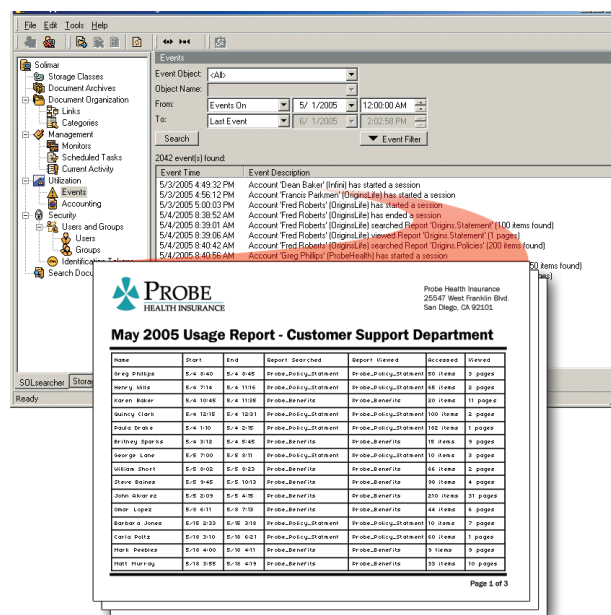 File Edit Tools Help
Events
Solimar
Storage Classes
Document Archives
Document Organization
Links
Categories
Management
Monitors
Scheduled Tasks
Current Activity
Utilization
Events
Accounting
Security
Users and Groups
Users
Groups
Identification Tokens
Search Docu
SOLsearcher Storag
Ready
Event Object: <All>
Object Name:
From: Events On 5/ 1/2005 12:00:00 AM
To: Last Event 6/ 1/2005 2:02:58 PM
Search Event Filter
2042 event(s) found:
Event Time Event Description
5/3/2005 4:49:32 PM Account 'Dean Baker' (Infini) has started a session
5/3/2005 4:56:12 PM Account 'Francis Parkmen' (OriginsLife) has started a session
5/3/2005 5:00:03 PM Account 'Fred Roberts' (OriginsLife) has started a session
5/4/2005 8:38:52 AM Account 'Fred Roberts' (OriginsLife) has ended a session
5/4/2005 8:39:01 AM Account 'Fred Roberts' (OriginsLife) searched Report 'Origins.Statement' (100 items found)
5/4/2005 8:39:06 AM Account 'Fred Roberts' (OriginsLife) viewed Report 'Origins.Statement' (1 pages)
5/4/2005 8:40:42 AM Account 'Fred Roberts' (OriginsLife) searched Report 'Origins.Policies' (200 items found)
5/4/2005 8:40:56 AM Account 'Greg Phillips' (ProbeHealth) has started a session
50 items found)
PROBE
HEALTH INSURANCE
Probe Health Insurance
25547 West Franklin Blvd.
San Diego, CA 92101
May 2005 Usage Report - Customer Support Department
Name Start End Report Searched Report Viewed Accessed Viewed
Greg Phillips 5/4 8:40 5/4 8:45 Probe_Policy_Statment Probe_Policy_Statment 50 items 3 pages
Henry Mills 5/4 7:14 5/4 11:16 Probe_Policy_Statment Probe_Policy_Statment 65 items 2 pages
Karen Baker 5/4 10:45 5/4 11:35 Probe_Benefits Probe_Benefits 20 items 11 pages
Quincy Clark 5/4 12:15 5/4 12:31 Probe_Policy_Statment Probe_Policy_Statment 100 items 2 pages
Paula Drake 5/4 1:10 5/4 2:15 Probe_Policy_Statment Probe_Policy_Statment 182 items 1 pages
Britney Sparks 5/4 3:12 5/4 5:45 Probe_Benefits Probe_Benefits 15 items 9 pages
George Lane 5/5 7:00 5/5 8:11 Probe_Policy_Statment Probe_Policy_Statment 10 items 3 pages
William Short 5/5 8:02 5/5 8:23 Probe_Benefits Probe_Benefits 66 items 2 pages
Steve Baines 5/5 9:45 5/5 10:13 Probe_Benefits Probe_Benefits 98 items 4 pages
John Alvarez 5/5 2:09 5/5 4:15 Probe_Benefits Probe_Benefits 210 items 31 pages
Omar Lopez 5/8 6:11 5/8 7:13 Probe_Benefits Probe_Benefits 44 items 6 pages
Barbara Jones 5/15 2:33 5/15 3:18 Probe_Policy_Statment Probe_Policy_Statment 10 items 7 pages
Carla Poltz 5/18 3:10 5/18 6:21 Probe_Policy_Statment Probe_Policy_Statment 60 items 1 pages
Mark Peebles 5/18 4:00 5/18 4:11 Probe_Benefits Probe_Benefits 9 items 9 pages
Matt Murray 5/18 3:55 5/18 4:19 Probe_Benefits Probe_Benefits 33 items 10 pages
Page 1 of 3